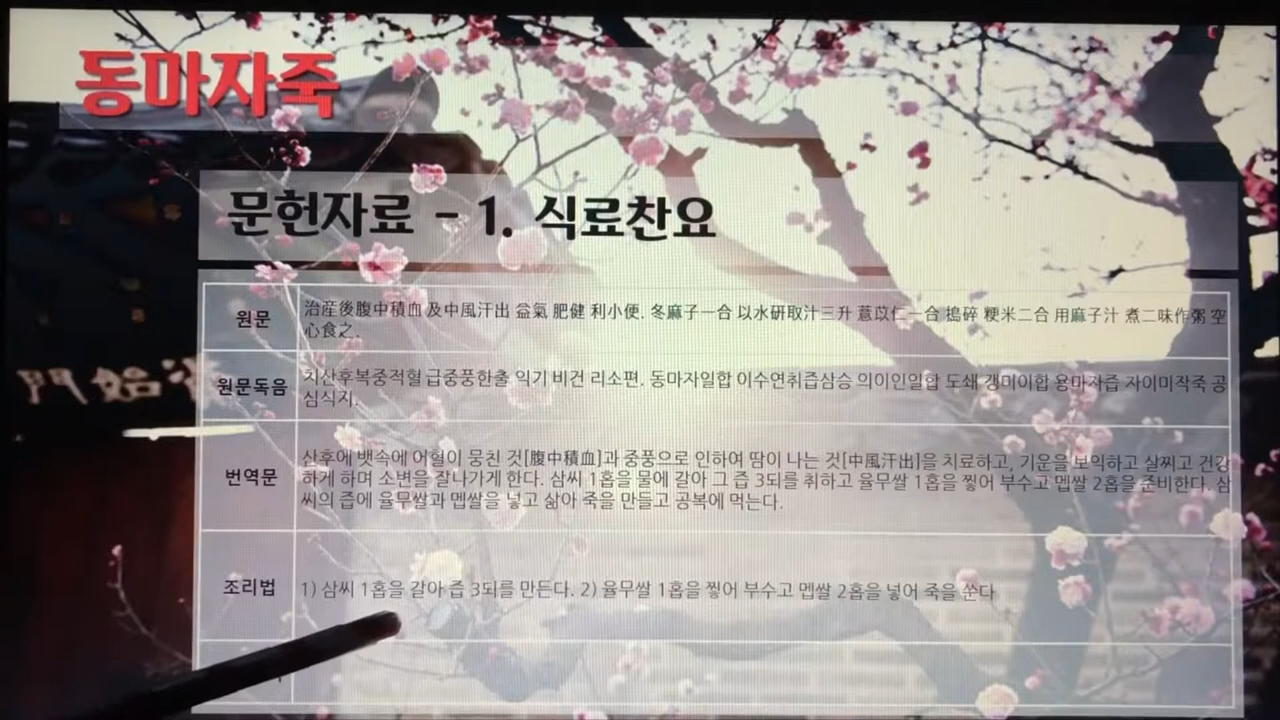 동마자죽
문헌자료 - 1. 식료찬요
원문
治産後腹中積血 及中風汗出 益氣 肥健 利小便. 冬麻子一合 以水硏取汁三升 薏苡仁一合 搗碎 粳米二合 用麻子汁 煮二味作粥 空
心食之.
원문독음
치산후복중적혈 급중풍한출 익기 비건 리소편. 동마자일합 이수연취즙삼승 의이인일합 도쇄 갱미이합 용마자즙 자이미작죽 공
심식지.
번역문
산후에 뱃속에 어혈이 뭉친 것[腹中積血]과 중풍으로 인하여 땀이 나는 것[中風汗出]을 치료하고, 기운을 보익하고 살찌고 건강
하게 하며 소변을 잘나가게 한다. 삼씨 1홉을 물에 갈아 그 즙 3되를 취하고 율무쌀 1홉을 찧어 부수고 멥쌀 2홉을 준비한다. 삼
씨의 즙에 율무쌀과 멥쌀을 넣고 삶아 죽을 만들고 공복에 먹는다.
조리법
1) 삼씨 1홉을 갈아 즙 3되를 만든다. 2) 율무쌀 1홉을 찧어 부수고 멥쌀 2홉을 넣어 죽을 쑨다